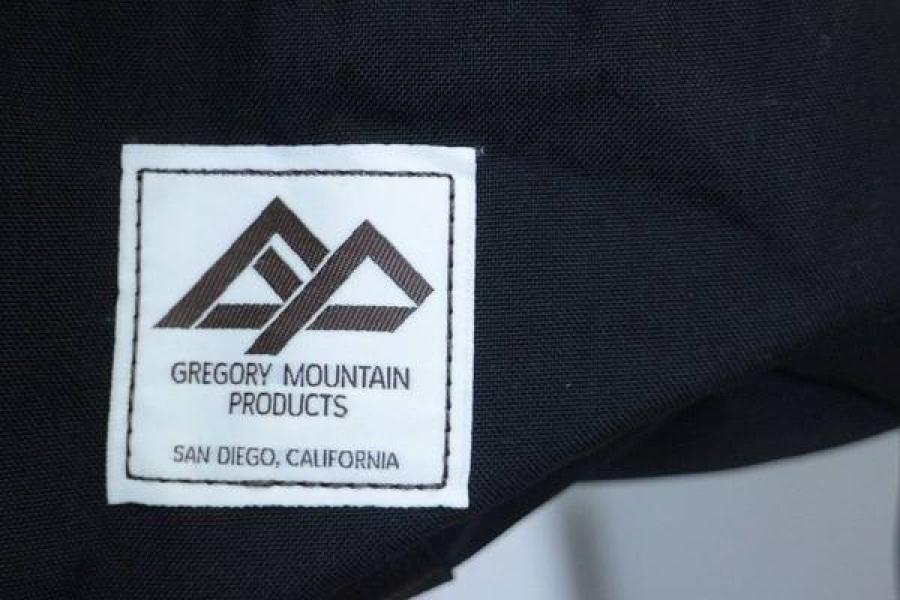 GREGORY MOUNTAIN
PRODUCTS
SAN DIEGO, CALIFORNIA